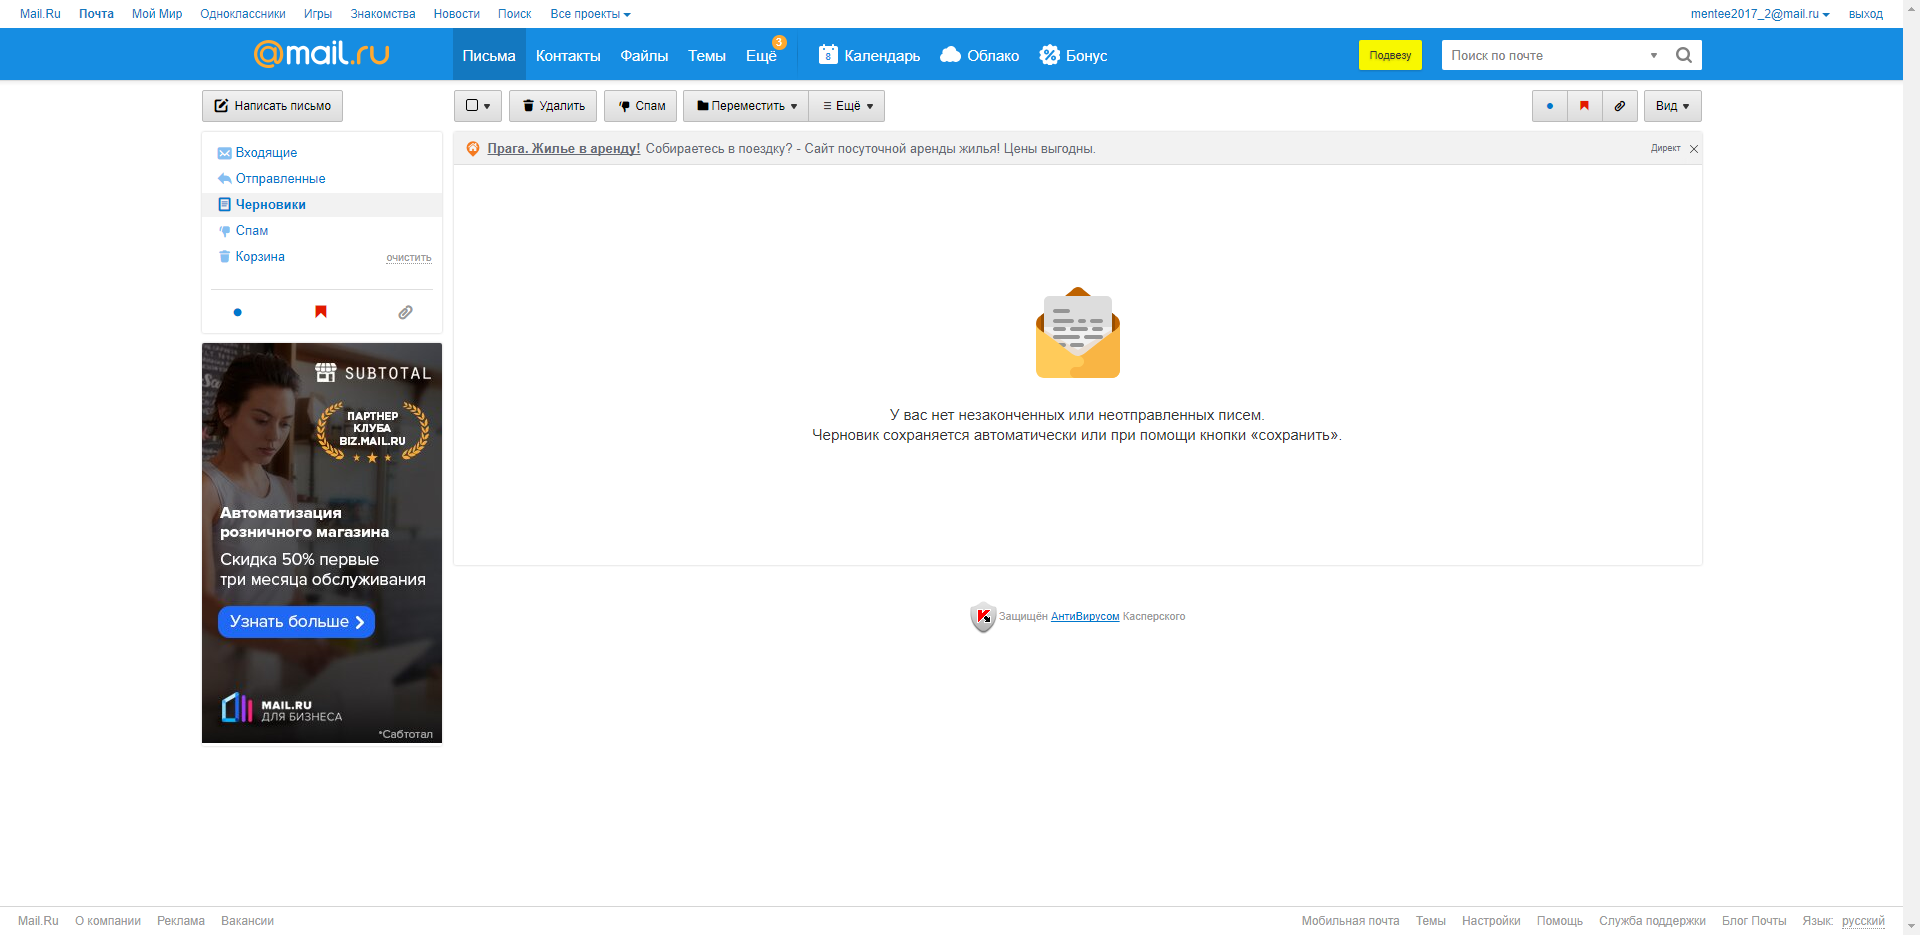 Mail.Ru Почта Мой Мир Одноклассники Игры Знакомства Новости Поиск Все проекты mentee2017_2@mail.ru выход
@mail.ru Письма Контакты Файлы Темы Ещё 3 8 Календарь Облако Бонус Подвезу Поиск по почте
Написать письмо Удалить Спам Переместить Ещё Вид
Входящие
Отправленные
Черновики
Спам
Корзина очистить
Прага. Жилье в аренду! Собираетесь в поездку? - Сайт посуточной аренды жилья! Цены выгодны. Директ
У вас нет незаконченных или неотправленных писем.
Черновик сохраняется автоматически или при помощи кнопки «сохранить».
SUBTOTAL
ПАРТНЕР
КЛУБА
BIZ.MAIL.RU
Автоматизация
розничного магазина
Скидка 50% первые
три месяца обслуживания
Узнать больше
MAIL.RU
ДЛЯ БИЗНЕСА
*Сабтотал
Защищён АнтиВирусом Касперского
Mail.Ru О компании Реклама Вакансии Мобильная почта Темы Настройки Помощь Служба поддержки Блог Почты Язык: русский